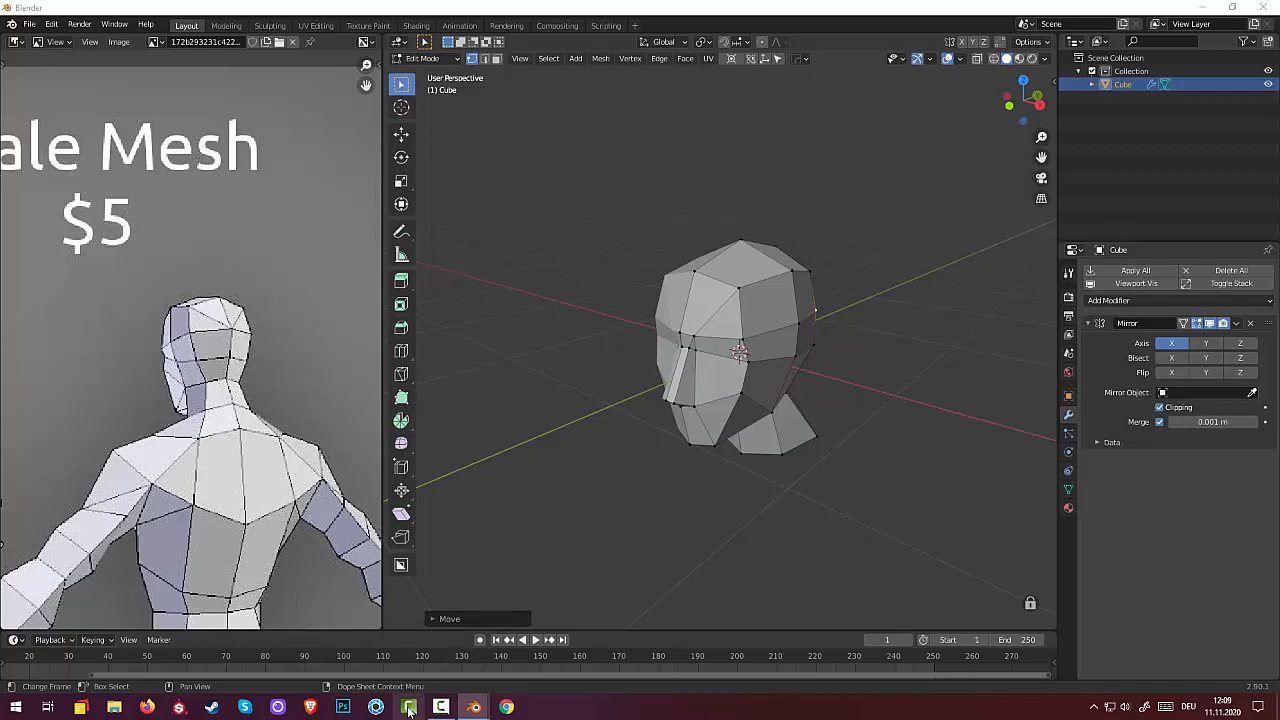 Blender
File Edit Render Window Help Layout Modeling Sculpting UV Editing Texture Paint Shading Animation Rendering Compositing Scripting + Scene View Layer
View View Image 172b293231c422... Global Options
Edit Mode View Select Add Mesh Vertex Edge Face UV X Y Z
User Perspective
(1) Cube
ale Mesh
$5
Move
Scene Collection
Collection
Cube
Cube
Apply All Delete All
Viewport Vis Toggle Stack
Add Modifier
Mirror
Axis X Y Z
Bisect X Y Z
Flip X Y Z
Mirror Object
Clipping
Merge 0.001 m
Data
Playback Keying View Marker 1 Start 1 End 250
20 30 40 50 60 70 80 90 100 110 120 130 140 150 160 170 180 190 200 210 220 230 240 250 260 270
Change Frame Box Select Pan View Dope Sheet Context Menu 2.90.1
Ps DEU 12:09
11.11.2020